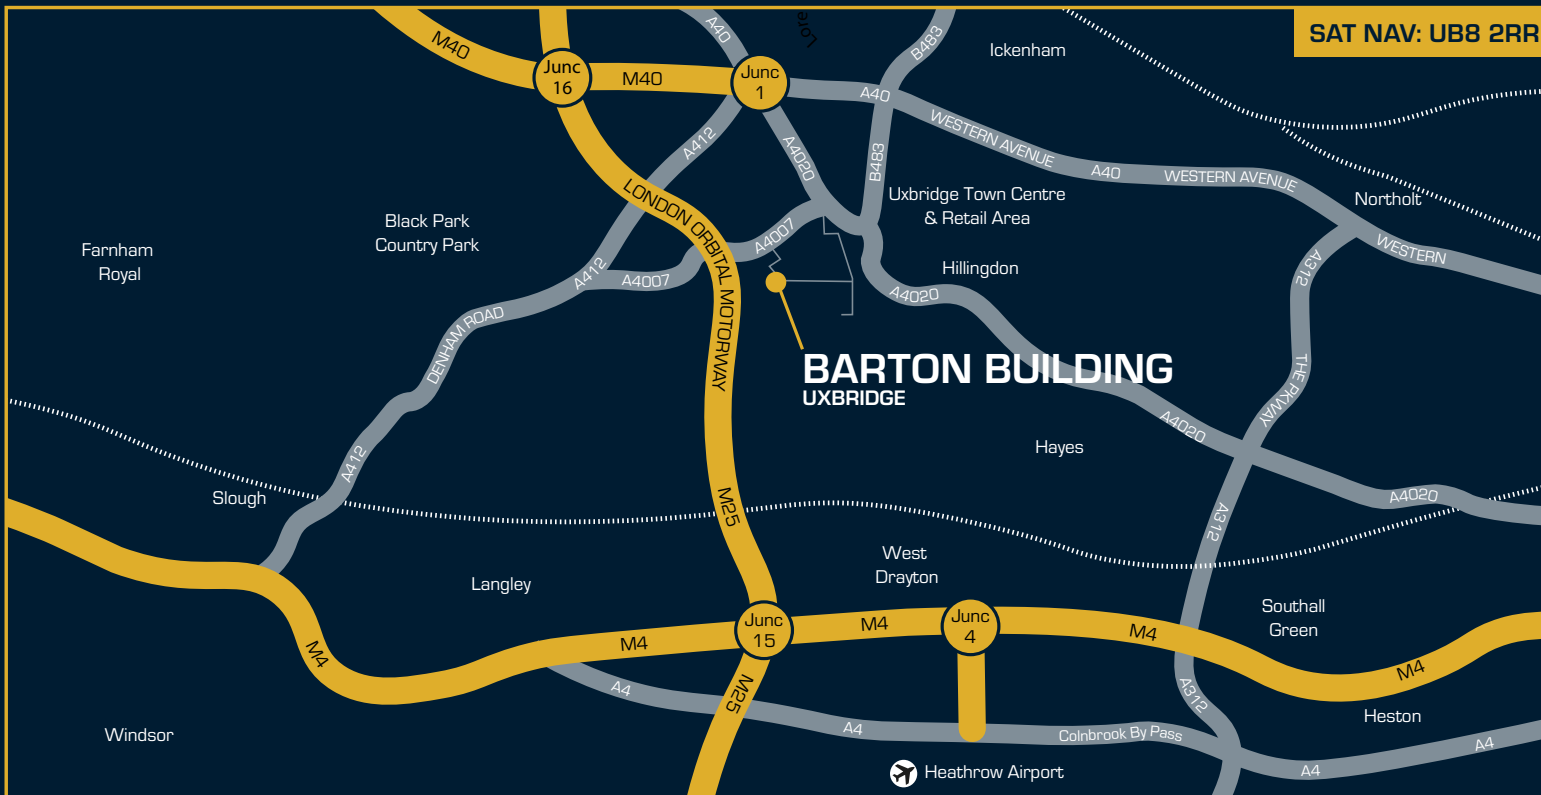 SAT NAV: UB8 2RR
M40
Junc
16
M40
Junc
1
A40
Lore
B483
Ickenham
A40
WESTERN AVENUE
A40
WESTERN AVENUE
Northolt
WESTERN
A412
A4020
B483
Uxbridge Town Centre
& Retail Area
LONDON ORBITAL MOTORWAY
Black Park
Country Park
Farnham
Royal
A4007
A412
A4007
Hillingdon
A4020
A312
DENHAM ROAD
BARTON BUILDING
UXBRIDGE
THE PKWAY
A4020
Hayes
A412
Slough
M25
A4020
A312
West
Drayton
Langley
Southall
Green
Junc
15
M4
Junc
4
M4
M4
M4
M4
M25
A4
A312
A4
Colnbrook By Pass
Heston
Windsor
A4
A4
Heathrow Airport